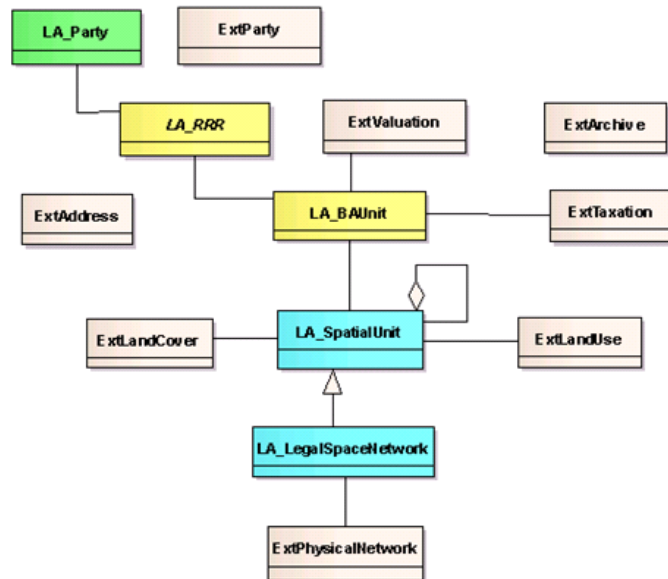 LA_Party
ExtParty
LA_RRR
ExtValuation
ExtArchive
ExtAddress
LA_BAUnit
ExtTaxation
ExtLandCover
LA_SpatialUnit
ExtLandUse
LA_LegalSpaceNetwork
ExtPhysicalNetwork